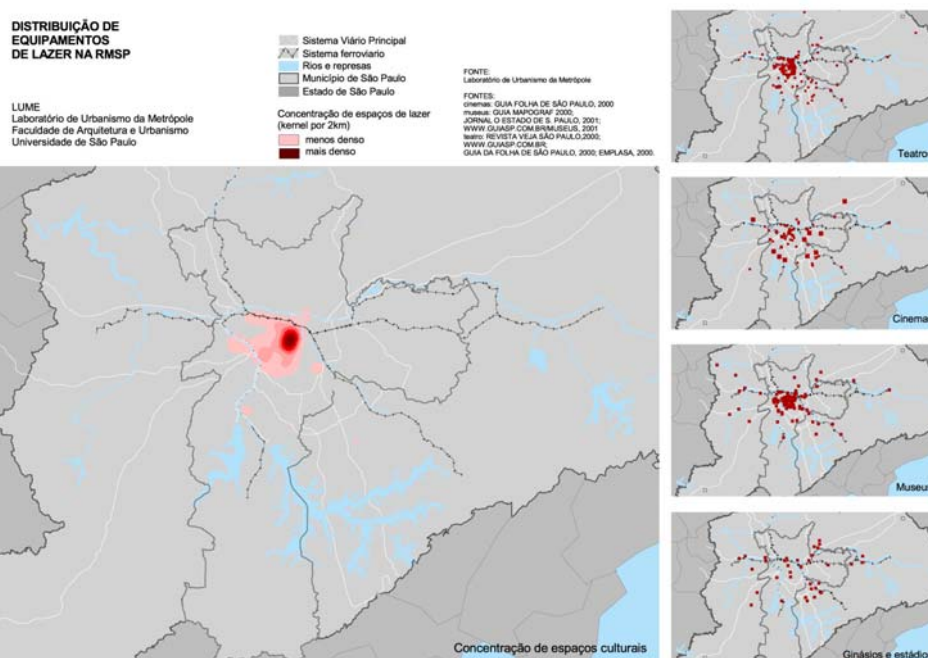 DISTRIBUIÇÃO DE
EQUIPAMENTOS
DE LAZER NA RMSP
LUME
Laboratório de Urbanismo da Metrópole
Faculdade de Arquitetura e Urbanismo
Universidade de São Paulo
Sistema Viário Principal
Sistema ferroviario
Rios e represas
Município de São Paulo
Estado de São Paulo
Concentração de espaços de lazer
(kernel por 2km)
menos denso
mais denso
FONTE:
Laboratório de Urbanismo da Metrópole
FONTES:
cinemas: GUIA FOLHA DE SÃO PAULO, 2000
museus: GUIA MAPOGRAF 2000;
JORNAL O ESTADO DE S. PAULO, 2001;
WWW.GUIASP.COM.BR/MUSEUS, 2001
teatro: REVISTA VEJA SÃO PAULO,2000;
WWW.GUIASP.COM.BR;
GUIA DA FOLHA DE SÃO PAULO, 2000; EMPLASA, 2000.
Concentração de espaços culturais
Teatro
Cinema
Museu
Ginásios e estádio